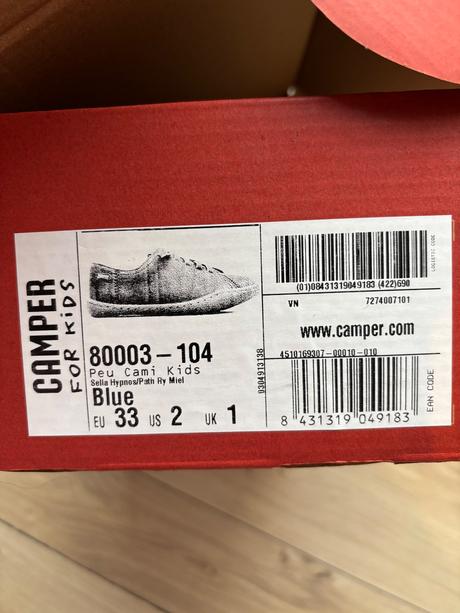 CAMPER
FOR KIDS
80003-104
Peu Cami Kids
Sella Hypnos/Path Ry Miel
Blue
EU 33 US 2 UK 1
0304913138
(01)08431319049183 (422)690
VN 7274007101
www.camper.com
4510169307-00010-010
8 431319 049183
EAN CODE